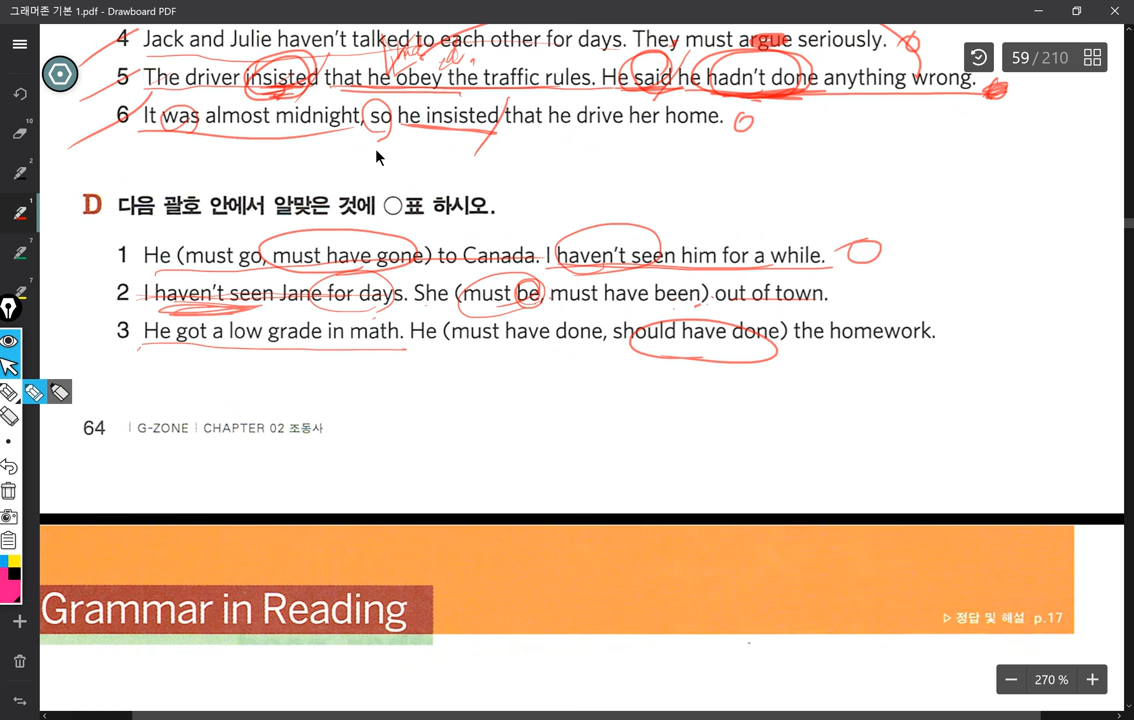 그래머존 기본 1.pdf - Drawboard PDF
4 Jack and Julie haven't talked to each other for days. They must argue seriously.
59 / 210
5 The driver insisted that he obey the traffic rules. He said he hadn't done anything wrong.
6 It was almost midnight, so he insisted that he drive her home.
D 다음 괄호 안에서 알맞은 것에 ○표 하시오.
1 He (must go, must have gone) to Canada. I haven't seen him for a while.
2 I haven't seen Jane for days. She (must be, must have been) out of town.
3 He got a low grade in math. He (must have done, should have done) the homework.
64 | G-ZONE | CHAPTER 02 조동사
Grammar in Reading
▷ 정답 및 해설 p.17
270 %
10
2
1
7
7